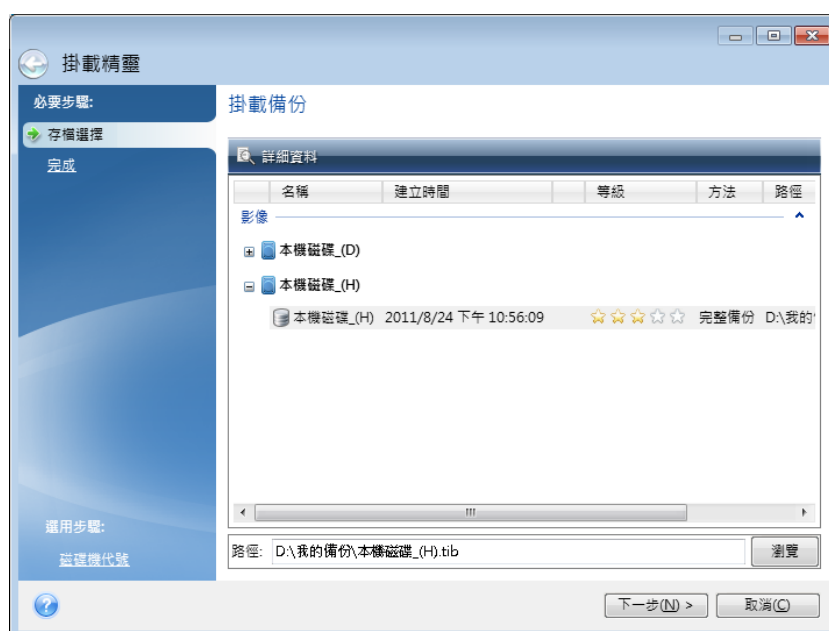 掛載精靈
必要步驟:
存檔選擇
完成
掛載備份
詳細資料
名稱 建立時間 等級 方法 路徑
影像
本機磁碟_(D)
本機磁碟_(H)
本機磁碟_(H) 2011/8/24 下午 10:56:09 完整備份 D:\我的
選用步驟:
磁碟機代號
路徑: D:\我的備份\本機磁碟_(H).tib 瀏覽
下一步(N) > 取消(C)